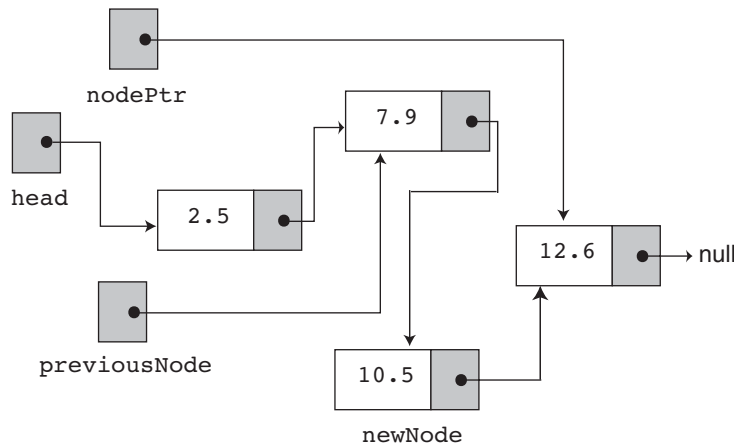 nodePtr
7.9
head
2.5
12.6
null
previousNode
10.5
newNode